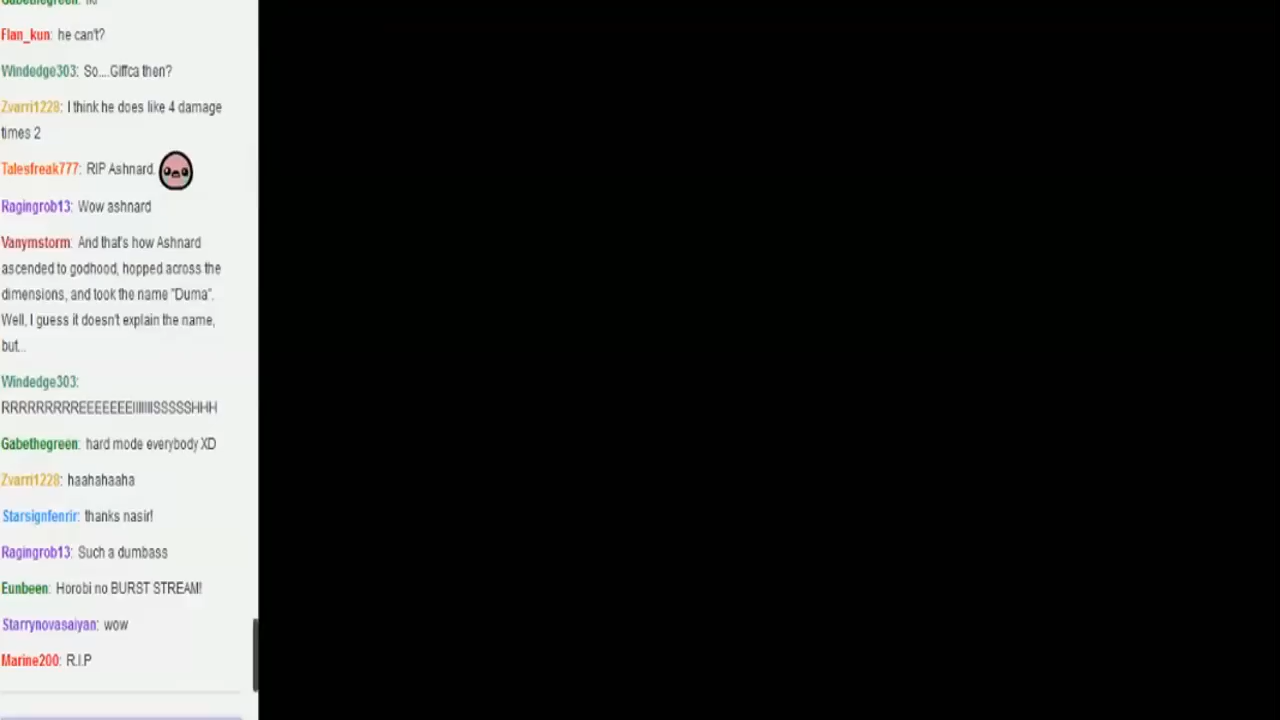 Flan_kun: he can't?
Windedge303: So....Giffca then?
Zvarri1228: I think he does like 4 damage
times 2
Talesfreak777: RIP Ashnard.
Ragingrob13: Wow ashnard
Vanymstorm: And that's how Ashnard
ascended to godhood, hopped across the
dimensions, and took the name "Duma".
Well, I guess it doesn't explain the name,
but...
Windedge303:
RRRRRRRRREEEEEEEIIIIIIIISSSSSHHH
Gabethegreen: hard mode everybody XD
Zvarri1228: haahahaaha
Starsignfenrir: thanks nasir!
Ragingrob13: Such a dumbass
Eunbeen: Horobi no BURST STREAM!
Starrynovasaiyan: wow
Marine200: R.I.P